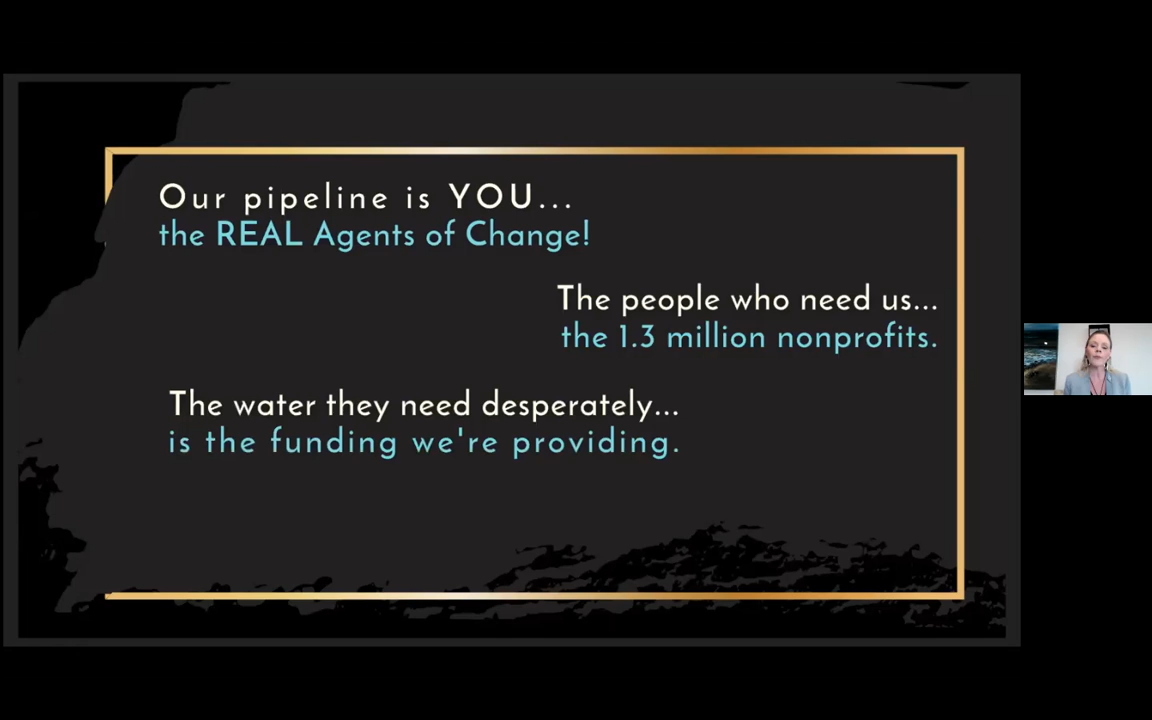 Our pipeline is YOU...
the REAL Agents of Change!
The people who need us...
the 1.3 million nonprofits.
The water they need desperately...
is the funding we're providing.